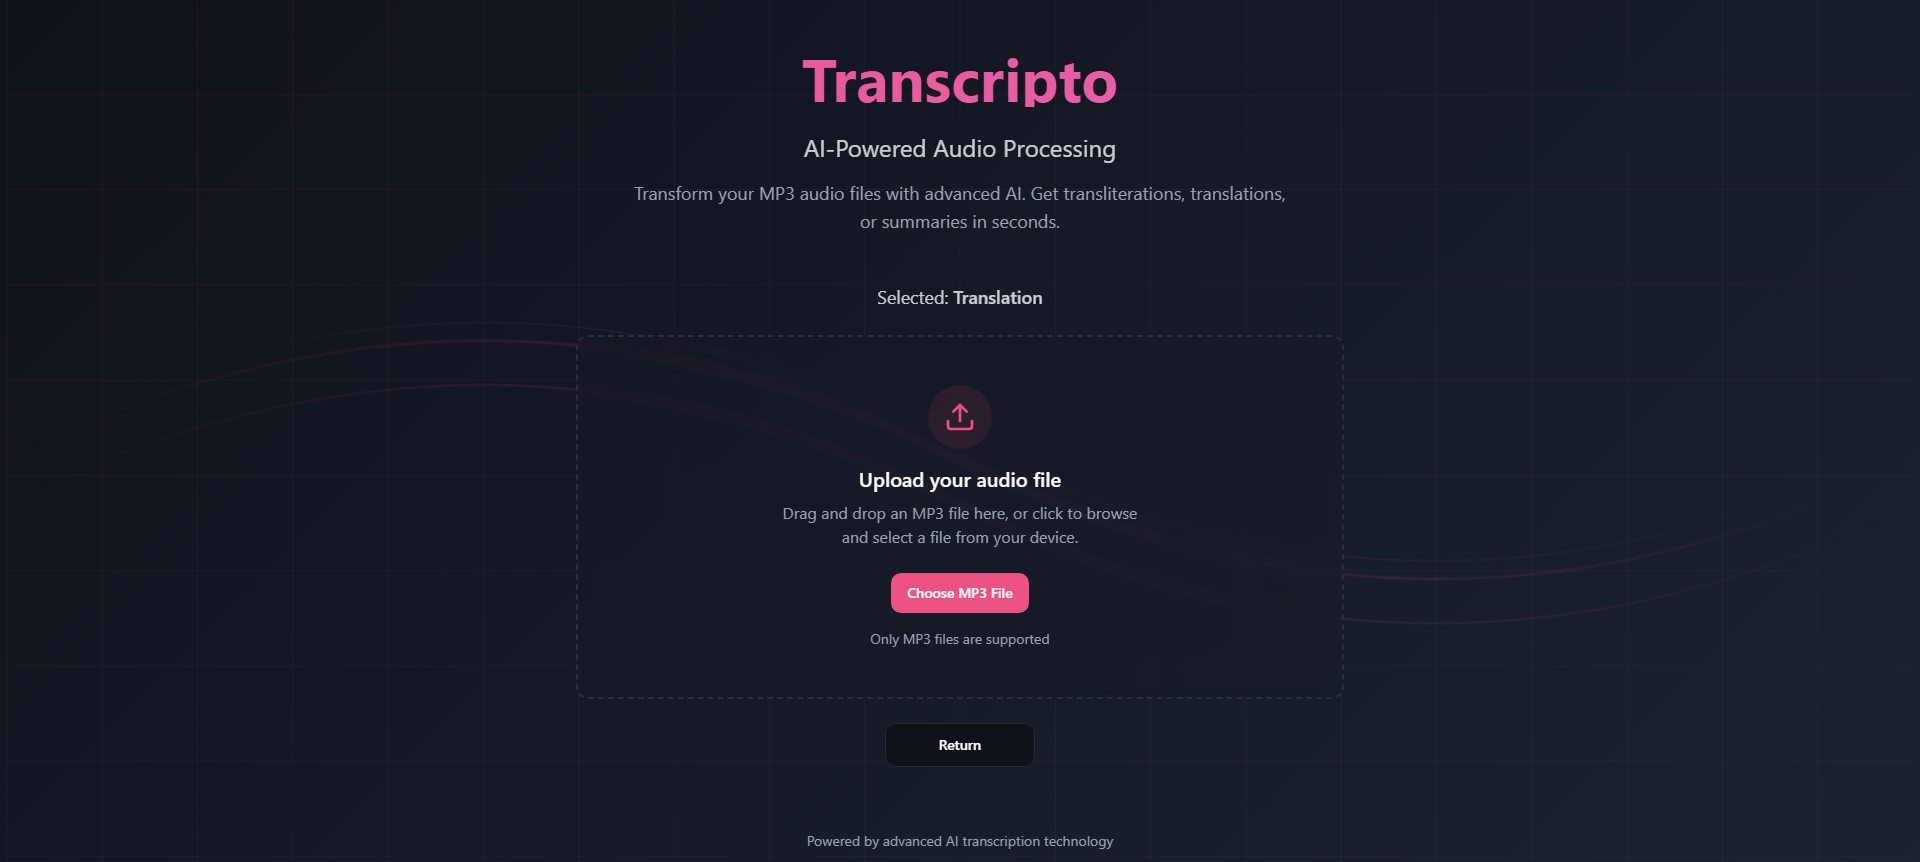 Transcripto
AI-Powered Audio Processing
Transform your MP3 audio files with advanced AI. Get transliterations, translations,
or summaries in seconds.
Selected: Translation
Upload your audio file
Drag and drop an MP3 file here, or click to browse
and select a file from your device.
Choose MP3 File
Only MP3 files are supported
Return
Powered by advanced AI transcription technology